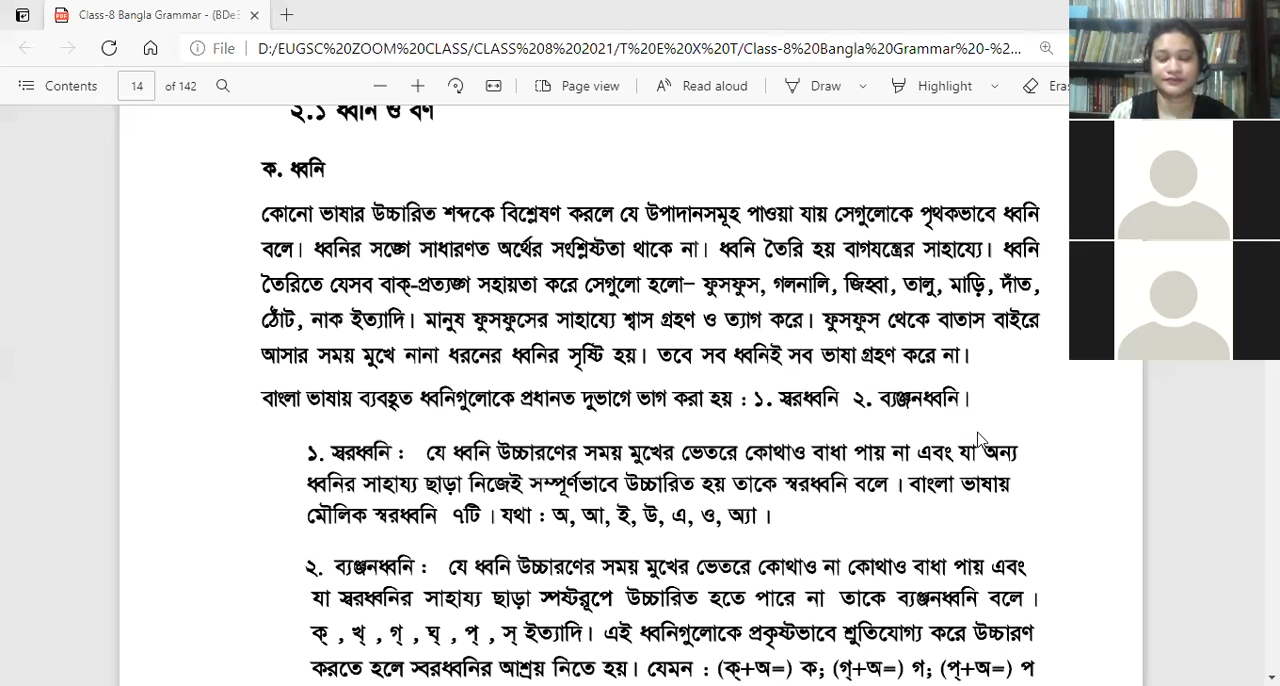 Class-8 Bangla Grammar - (BDe
File
D:/EUGSC%20ZOOM%20CLASS/CLASS%208%202021/T%20E%20X%20T/Class-8%20Bangla%20Grammar%20-%2...
Contents 14 of 142 Page view Read aloud Draw Highlight Eras
২.১ ধ্বনি ও বর্ণ
ক. ধ্বনি
কোনো ভাষার উচ্চারিত শব্দকে বিশ্লেষণ করলে যে উপাদানসমূহ পাওয়া যায় সেগুলোকে পৃথকভাবে ধ্বনি
বলে। ধ্বনির সঙ্গে সাধারণত অর্থের সংশ্লিষ্টতা থাকে না। ধ্বনি তৈরি হয় বাগযন্ত্রের সাহায্যে। ধ্বনি
তৈরিতে যেসব বাক্-প্রত্যঙ্গ সহায়তা করে সেগুলো হলো– ফুসফুস, গলনালি, জিহ্বা, তালু, মাড়ি, দাঁত,
ঠোঁট, নাক ইত্যাদি। মানুষ ফুসফুসের সাহায্যে শ্বাস গ্রহণ ও ত্যাগ করে। ফুসফুস থেকে বাতাস বাইরে
আসার সময় মুখে নানা ধরনের ধ্বনির সৃষ্টি হয়। তবে সব ধ্বনিই সব ভাষা গ্রহণ করে না।
বাংলা ভাষায় ব্যবহৃত ধ্বনিগুলোকে প্রধানত দুভাগে ভাগ করা হয় : ১. স্বরধ্বনি ২. ব্যঞ্জনধ্বনি।
১. স্বরধ্বনি : যে ধ্বনি উচ্চারণের সময় মুখের ভেতরে কোথাও বাধা পায় না এবং যা অন্য
ধ্বনির সাহায্য ছাড়া নিজেই সম্পূর্ণভাবে উচ্চারিত হয় তাকে স্বরধ্বনি বলে । বাংলা ভাষায়
মৌলিক স্বরধ্বনি ৭টি । যথা : অ, আ, ই, উ, এ, ও, অ্যা ।
২. ব্যঞ্জনধ্বনি : যে ধ্বনি উচ্চারণের সময় মুখের ভেতরে কোথাও না কোথাও বাধা পায় এবং
যা স্বরধ্বনির সাহায্য ছাড়া স্পষ্টরূপে উচ্চারিত হতে পারে না তাকে ব্যঞ্জনধ্বনি বলে ।
ক্ , খ্ , গ্ , ঘ্ , প্ , স্ ইত্যাদি। এই ধ্বনিগুলোকে প্রকৃষ্টভাবে শ্রুতিযোগ্য করে উচ্চারণ
করতে হলে স্বরধ্বনির আশ্রয় নিতে হয়। যেমন : (ক্+অ=) ক; (গ্+অ=) গ; (প্+অ=) প